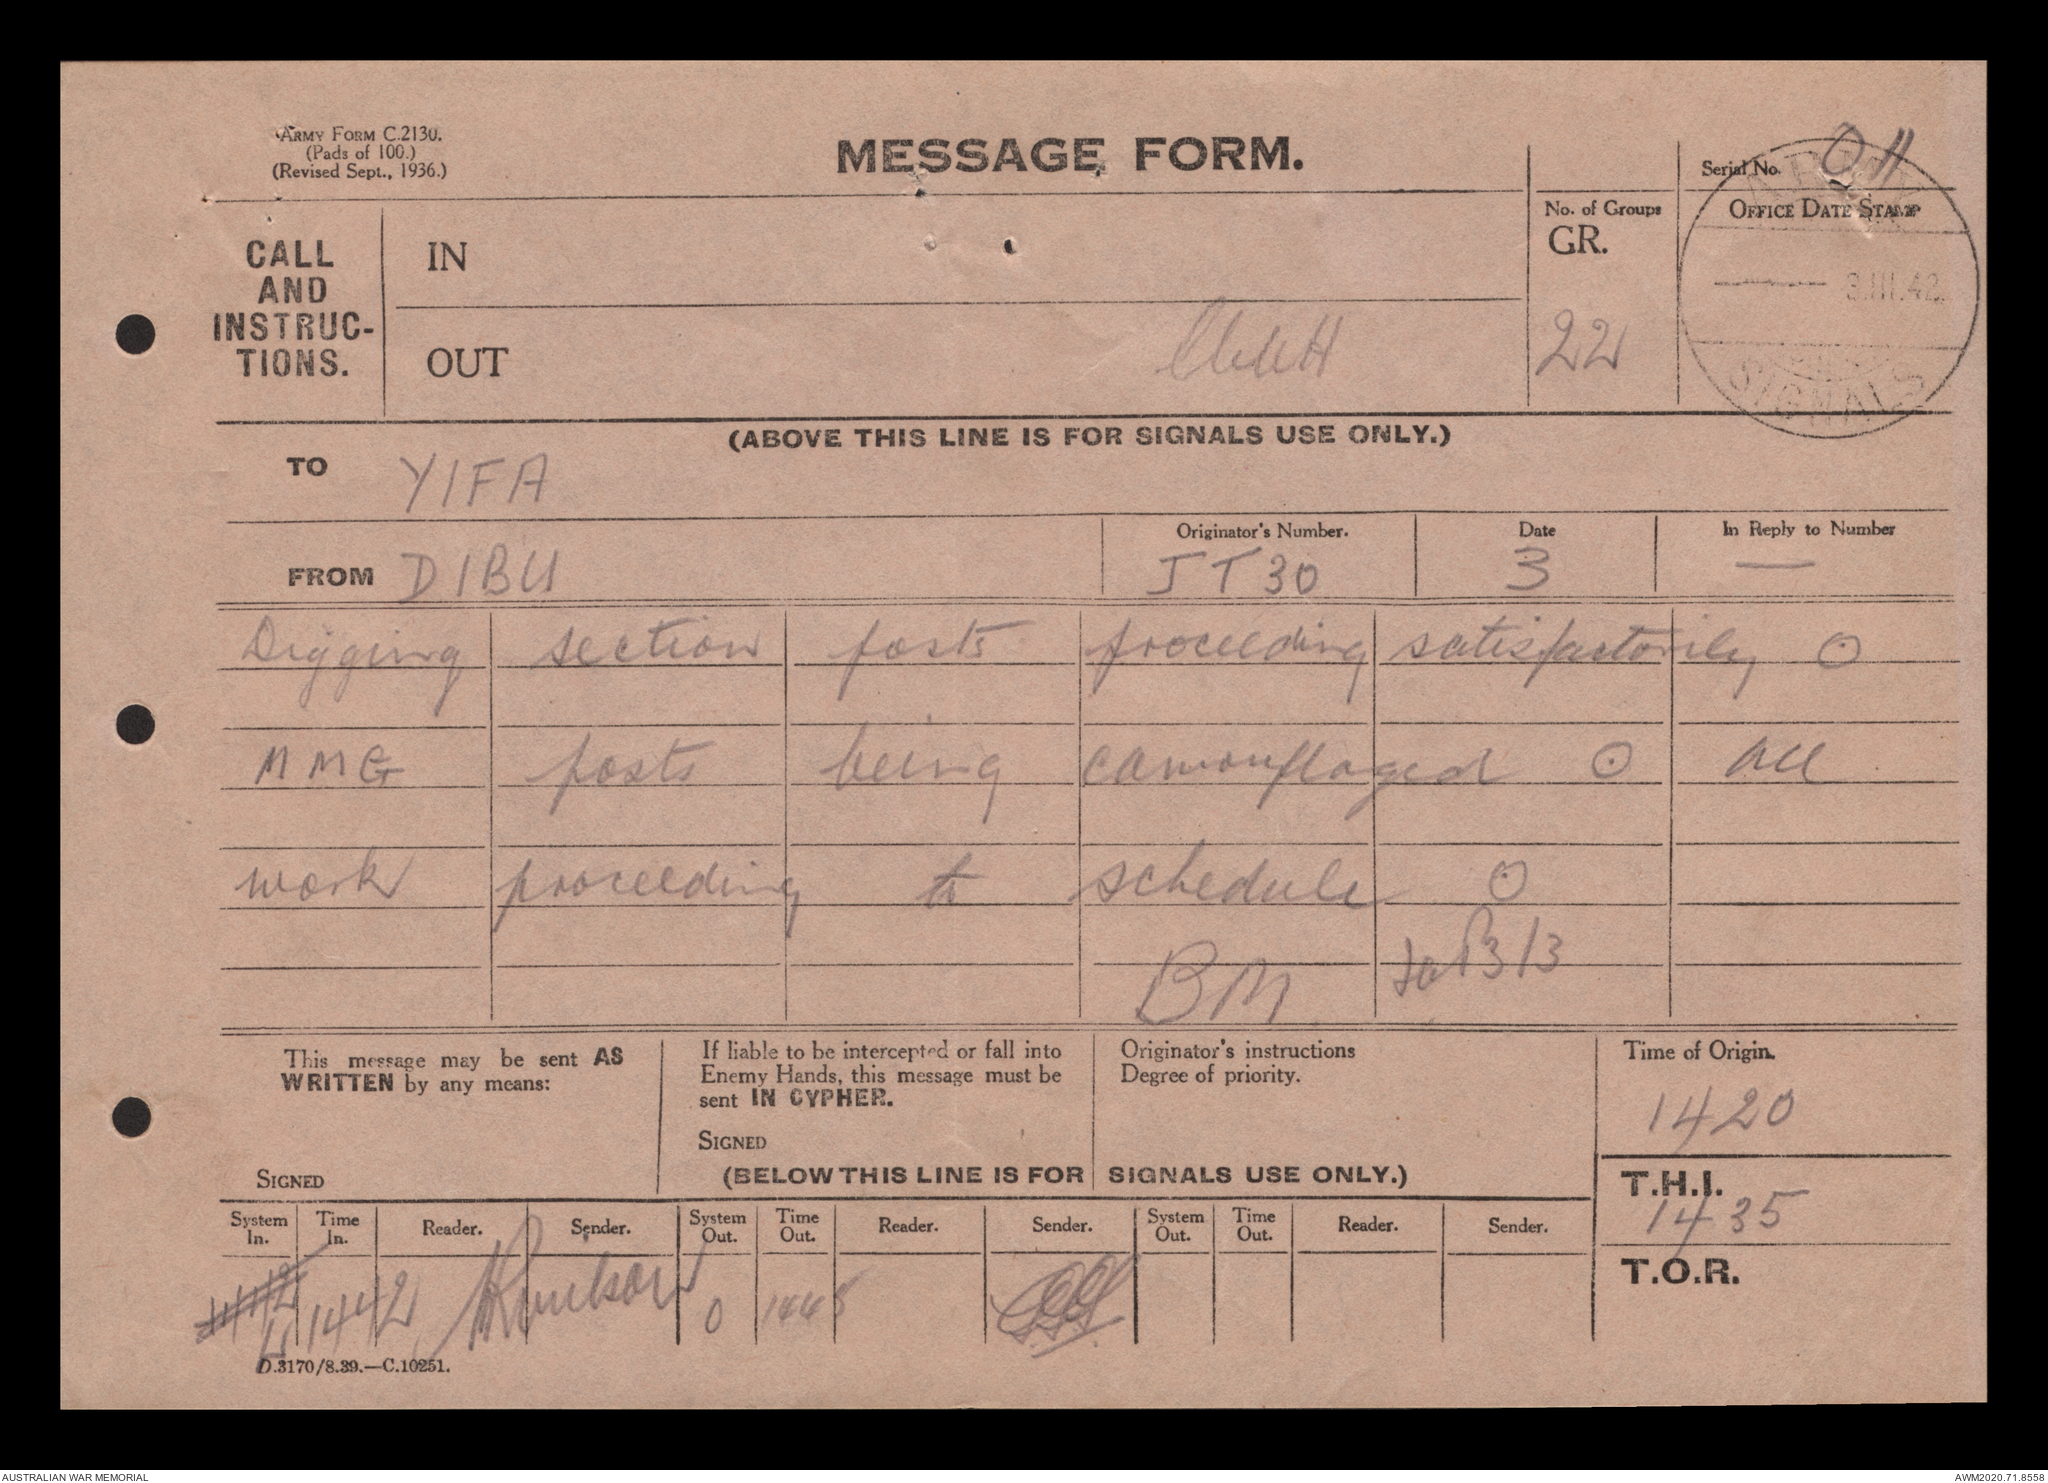 ARMY FORM C.2130.
(Pads of 100.)
(Revised Sept., 1936.)
MESSAGE FORM.
Serial No. 011
CALL AND INSTRUC-TIONS.
IN
OUT
No. of Groups
GR.
22
OFFICE DATE STAMP
ARMY
3.III.42
SIGNALS
(ABOVE THIS LINE IS FOR SIGNALS USE ONLY.)
TO YIFA
FROM DIBU
Originator's Number.
JT30
Date
3
In Reply to Number
—
Digging section posts proceeding satisfactorily ⊙
MMG posts being camouflaged ⊙ all
work proceeding to schedule ⊙
BM
3/3
This message may be sent AS WRITTEN by any means:
SIGNED
If liable to be intercepted or fall into Enemy Hands, this message must be sent IN CYPHER.
SIGNED
Originator's instructions
Degree of priority.
Time of Origin.
1420
T.H.I.
1435
T.O.R.
(BELOW THIS LINE IS FOR SIGNALS USE ONLY.)
System In. Time In. Reader. Sender. System Out. Time Out. Reader. Sender. System Out. Time Out. Reader. Sender.
1442 0 1445
D.3170/8.39.—C.10251.
AUSTRALIAN WAR MEMORIAL
AWM2020.71.8558